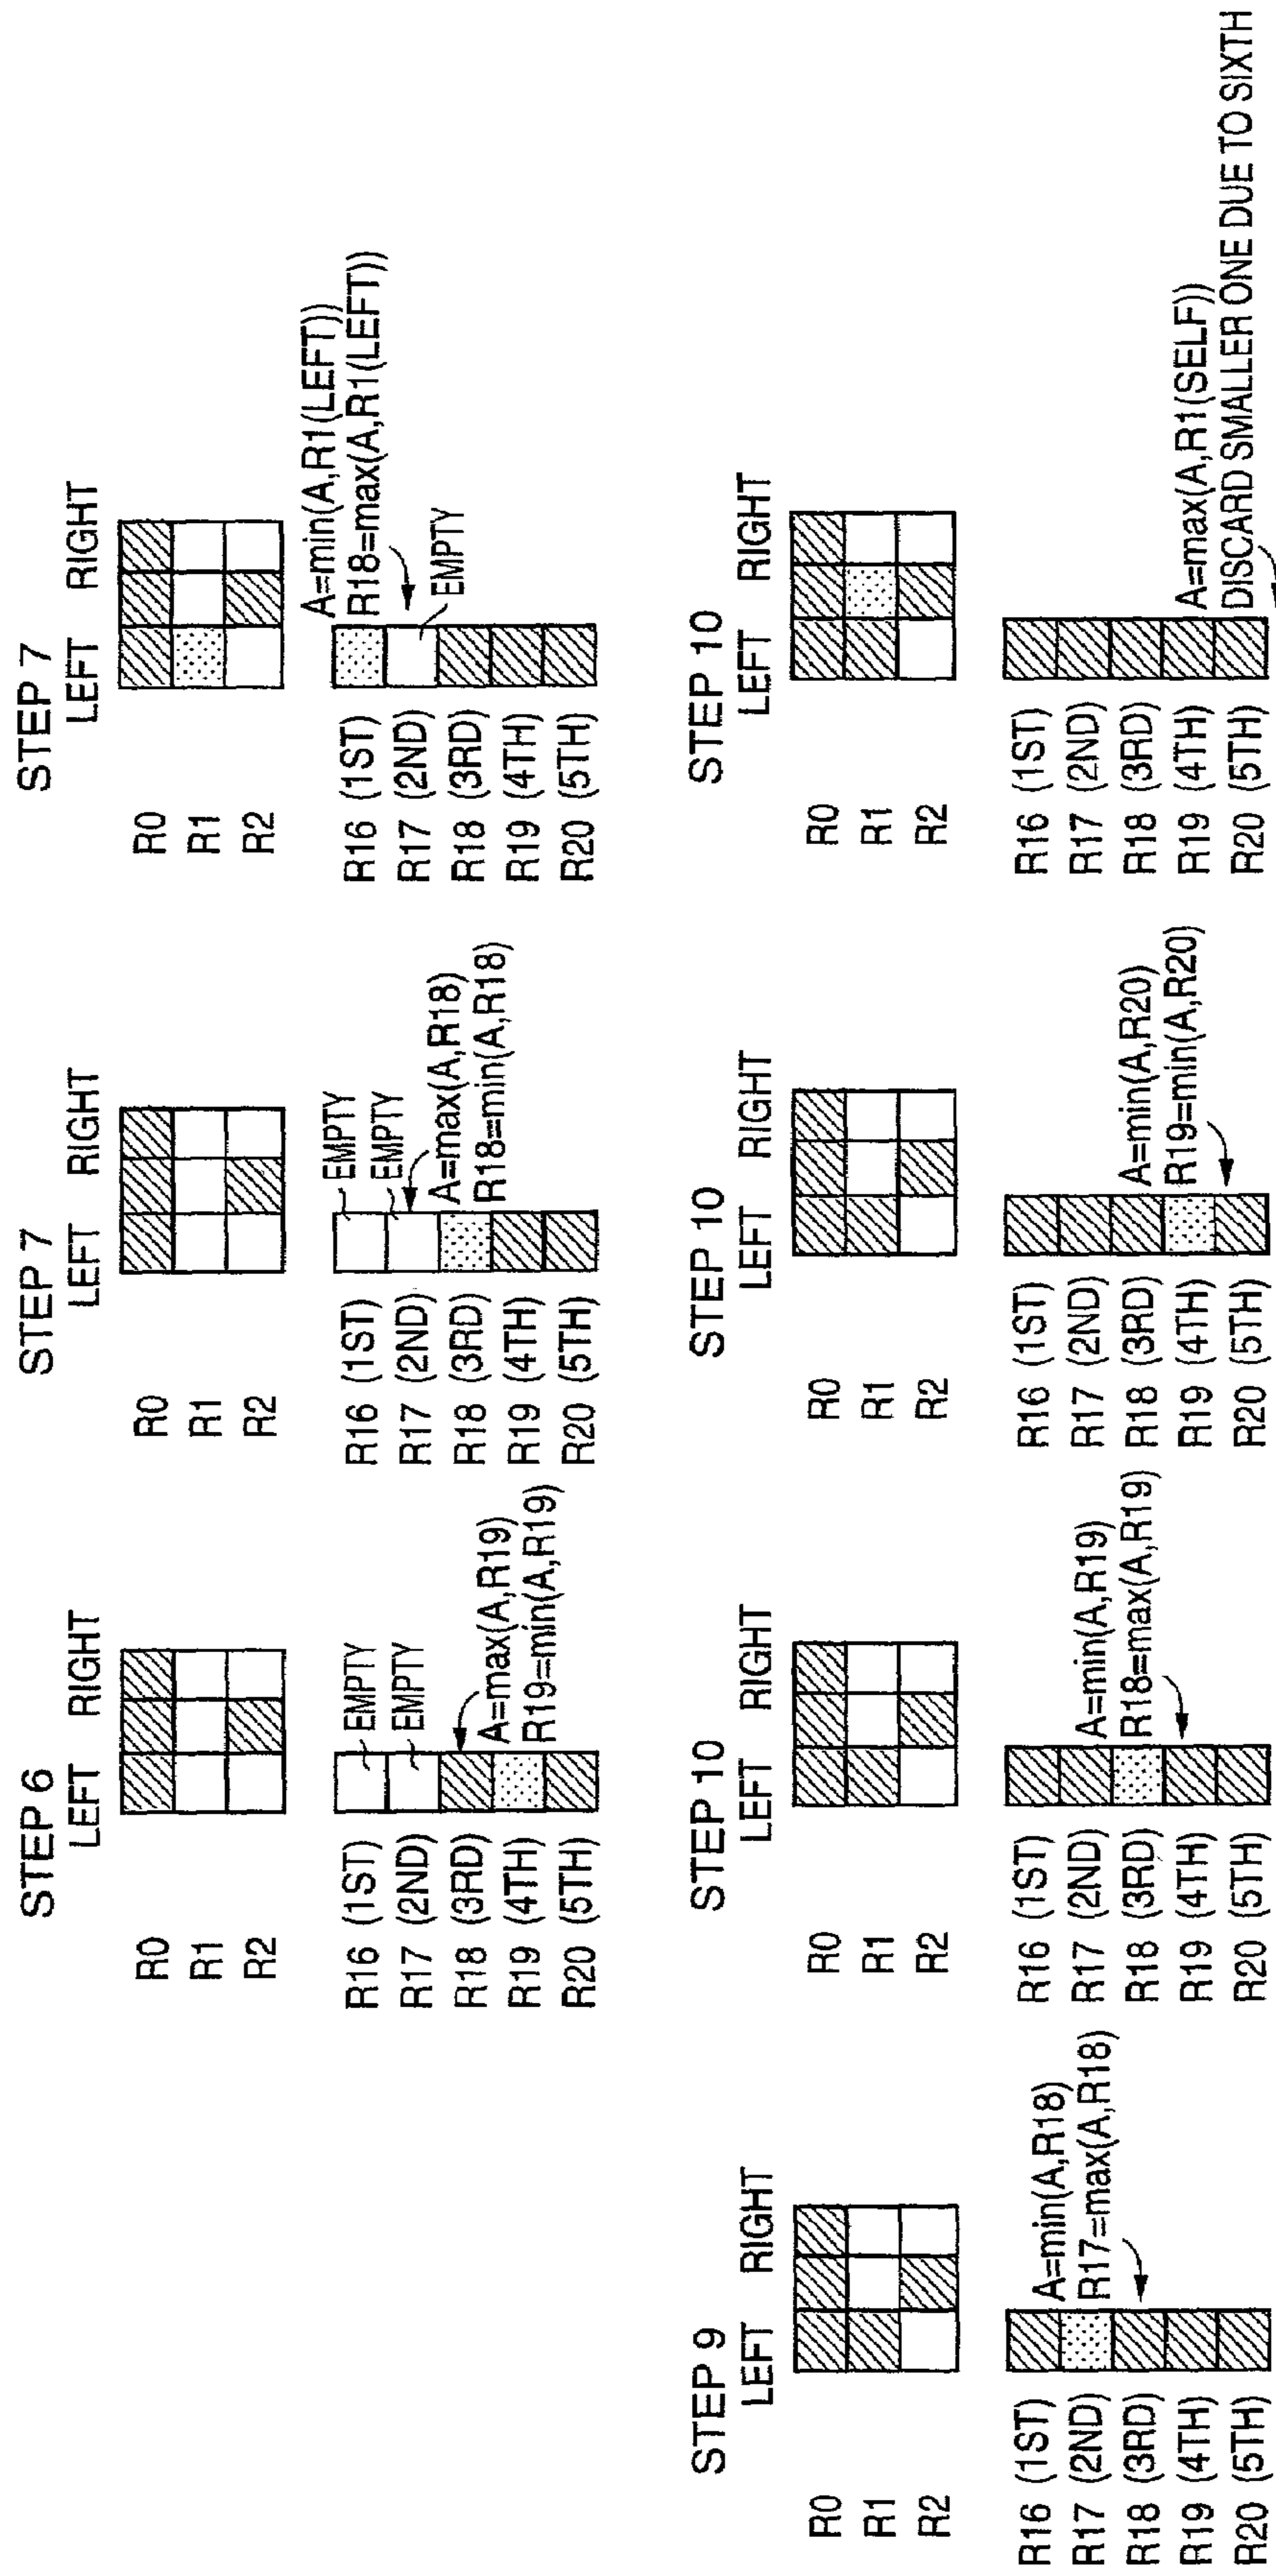 STEP 6
LEFT RIGHT
R0
R1
R2
EMPTY
EMPTY
R16 (1ST)
R17 (2ND)
R18 (3RD)
R19 (4TH)
R20 (5TH)
A=max(A,R19)
R19=min(A,R19)
STEP 7
LEFT RIGHT
R0
R1
R2
EMPTY
EMPTY
R16 (1ST)
R17 (2ND)
R18 (3RD)
R19 (4TH)
R20 (5TH)
A=max(A,R18)
R18=min(A,R18)
STEP 7
LEFT RIGHT
R0
R1
R2
A=min(A,R1(LEFT))
R18=max(A,R1(LEFT))
EMPTY
R16 (1ST)
R17 (2ND)
R18 (3RD)
R19 (4TH)
R20 (5TH)
STEP 9
LEFT RIGHT
R0
R1
R2
A=min(A,R18)
R17=max(A,R18)
R16 (1ST)
R17 (2ND)
R18 (3RD)
R19 (4TH)
R20 (5TH)
STEP 10
LEFT RIGHT
R0
R1
R2
A=min(A,R19)
R18=max(A,R19)
R16 (1ST)
R17 (2ND)
R18 (3RD)
R19 (4TH)
R20 (5TH)
STEP 10
LEFT RIGHT
R0
R1
R2
A=min(A,R20)
R19=min(A,R20)
R16 (1ST)
R17 (2ND)
R18 (3RD)
R19 (4TH)
R20 (5TH)
STEP 10
LEFT RIGHT
R0
R1
R2
R16 (1ST)
R17 (2ND)
R18 (3RD)
R19 (4TH)
R20 (5TH)
A=max(A,R1(SELF))
DISCARD SMALLER ONE DUE TO SIXTH